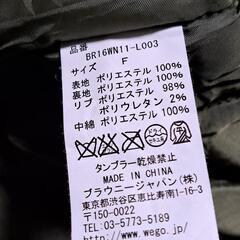 品番 BR16WN11-L003
サイズ F
表地 ポリエステル 100%
裏地 ポリエステル 100%
リブ ポリエステル 98%
ポリウレタン 2%
中綿 ポリエステル 100%
タンブラー乾燥禁止
MADE IN CHINA
ブラウニージャパン(株)
東京都渋谷区恵比寿南1-16-3
〒150-0022
TEL 03-5773-5189
http://www.wego.jp/